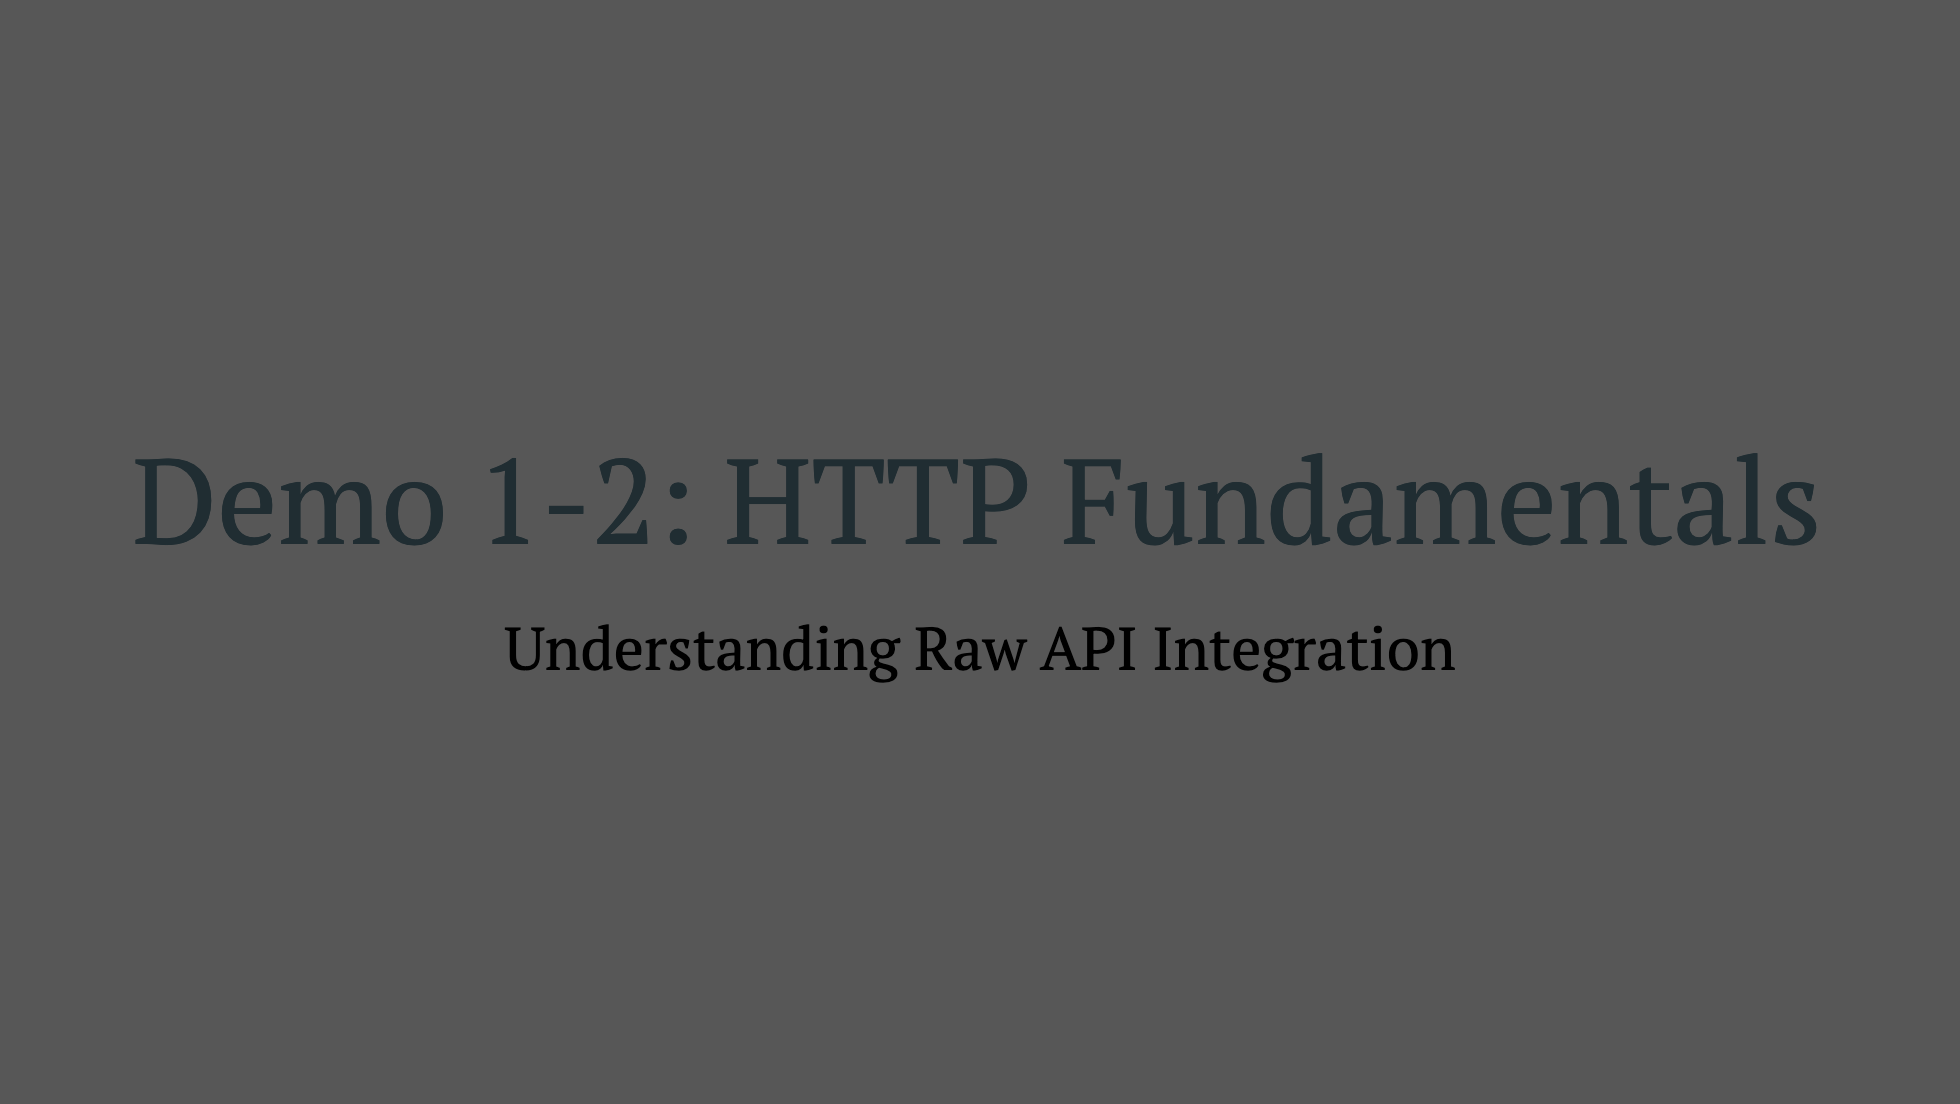 Demo 1-2: HTTP Fundamentals
Understanding Raw API Integration